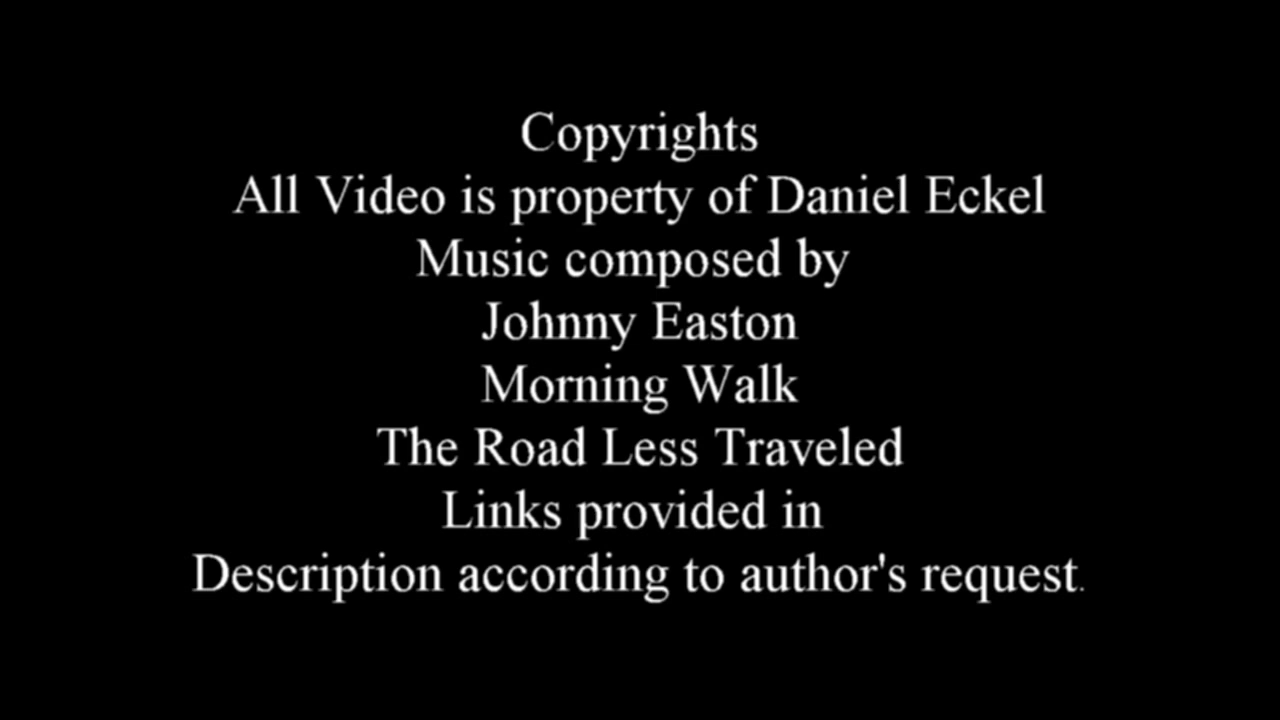 Copyrights
All Video is property of Daniel Eckel
Music composed by
Johnny Easton
Morning Walk
The Road Less Traveled
Links provided in
Description according to author's request.